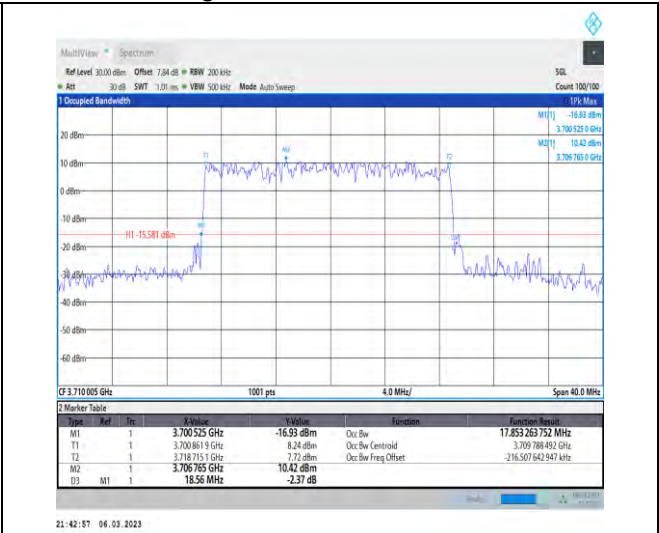 MultiView Spectrum
Ref Level 30.00 dBm Offset 7.84 dB RBW 200 kHz SGL
Att 30 dB SWT 1.01 ms VBW 500 kHz Mode Auto Sweep Count 100/100
1 Occupied Bandwidth 1Pk Max
M1[1] -16.93 dBm
3.700 525 0 GHz
M2[1] 10.42 dBm
3.706 765 0 GHz
20 dBm
M2
T1 T2
10 dBm
0 dBm
-10 dBm
M1
H1 -15.581 dBm
-20 dBm
-30 dBm
-40 dBm
-50 dBm
-60 dBm
CF 3.710 005 GHz 1001 pts 4.0 MHz/ Span 40.0 MHz
2 Marker Table
Type Ref Trc X-Value Y-Value Function Function Result
M1 1 3.700 525 GHz -16.93 dBm Occ Bw 17.853 263 752 MHz
T1 1 3.700 861 9 GHz 8.24 dBm Occ Bw Centroid 3.709 788 492 GHz
T2 1 3.718 715 1 GHz 7.72 dBm Occ Bw Freq Offset -216.507 642 947 kHz
M2 1 3.706 765 GHz 10.42 dBm
D3 M1 1 18.56 MHz -2.37 dB
21:42:57 06.03.2023